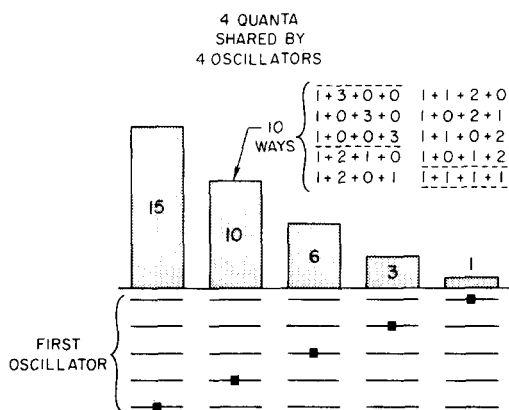 4 QUANTA
SHARED BY
4 OSCILLATORS
10
WAYS
1+3+0+0 1+1+2+0
1+0+3+0 1+0+2+1
1+0+0+3 1+1+0+2
1+2+1+0 1+0+1+2
1+2+0+1 1+1+1+1
15
10
6
3
1
FIRST
OSCILLATOR